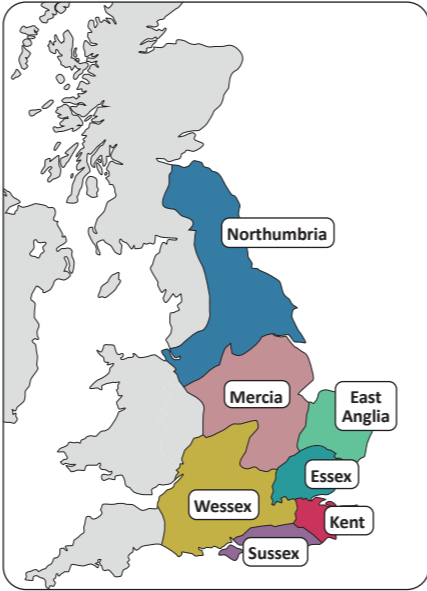 Northumbria
Mercia
East
Anglia
Essex
Wessex
Kent
Sussex